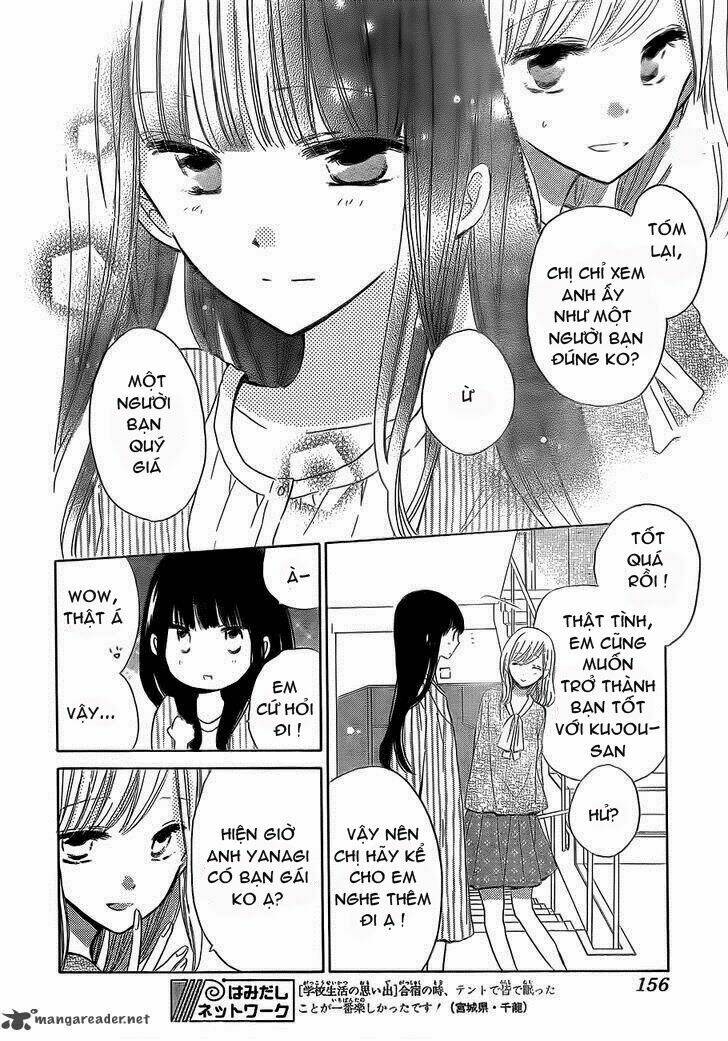 TÓM
LẠI,
CHỊ CHỈ XEM
ANH ẤY
NHƯ MỘT
NGƯỜI BẠN
ĐÚNG KO?
Ừ
MỘT
NGƯỜI
BẠN
QUÝ
GIÁ
TỐT
QUÁ
RỒI!
THẬT TÌNH,
EM CŨNG
MUỐN
TRỞ THÀNH
BẠN TỐT
VỚI KUJOU-
SAN
HỬ?
VẬY NÊN
CHỊ HÃY KỂ
CHO EM
NGHE THÊM
ĐI Ạ!
À-
WOW,
THẬT Á
VẬY...
EM
CỨ HỎI
ĐI!
HIỆN GIỜ
ANH YANAGI
CÓ BẠN GÁI
KO Ạ?
156
はみだし
ネットワーク
[学校生活の思い出]合宿の時、テントで皆で眠った
ことが一番楽しかったです!(宮城県・千龍)
mangareader.net